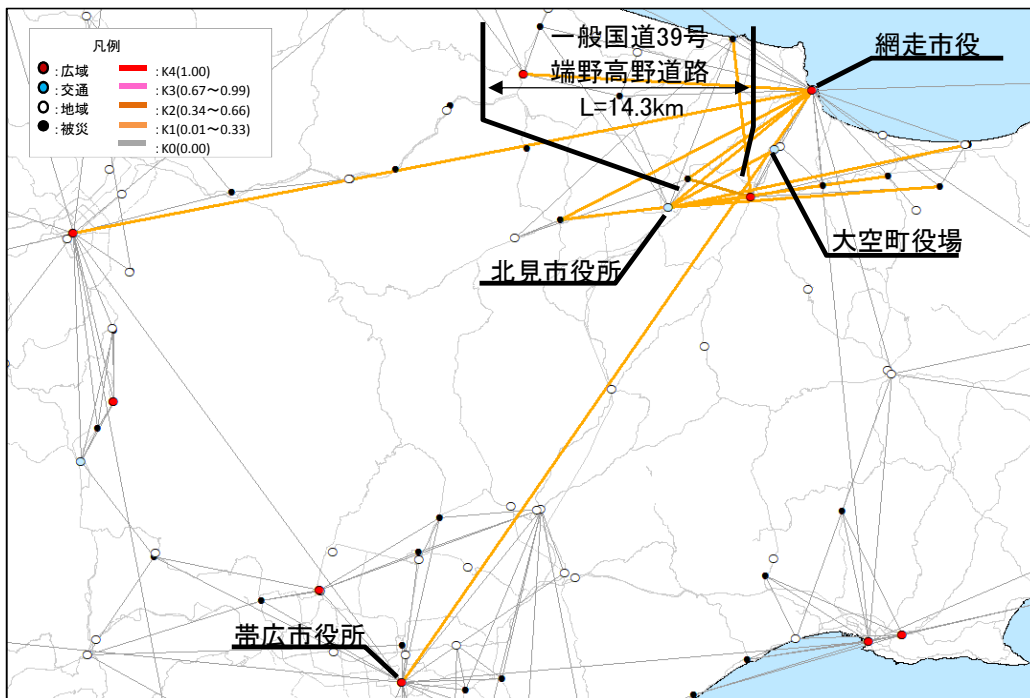 凡例
:広域
:交通
:地域
:被災
:K4(1.00)
:K3(0.67～0.99)
:K2(0.34～0.66)
:K1(0.01～0.33)
:K0(0.00)
一般国道39号
端野高野道路
L=14.3km
網走市役
北見市役所
大空町役場
帯広市役所